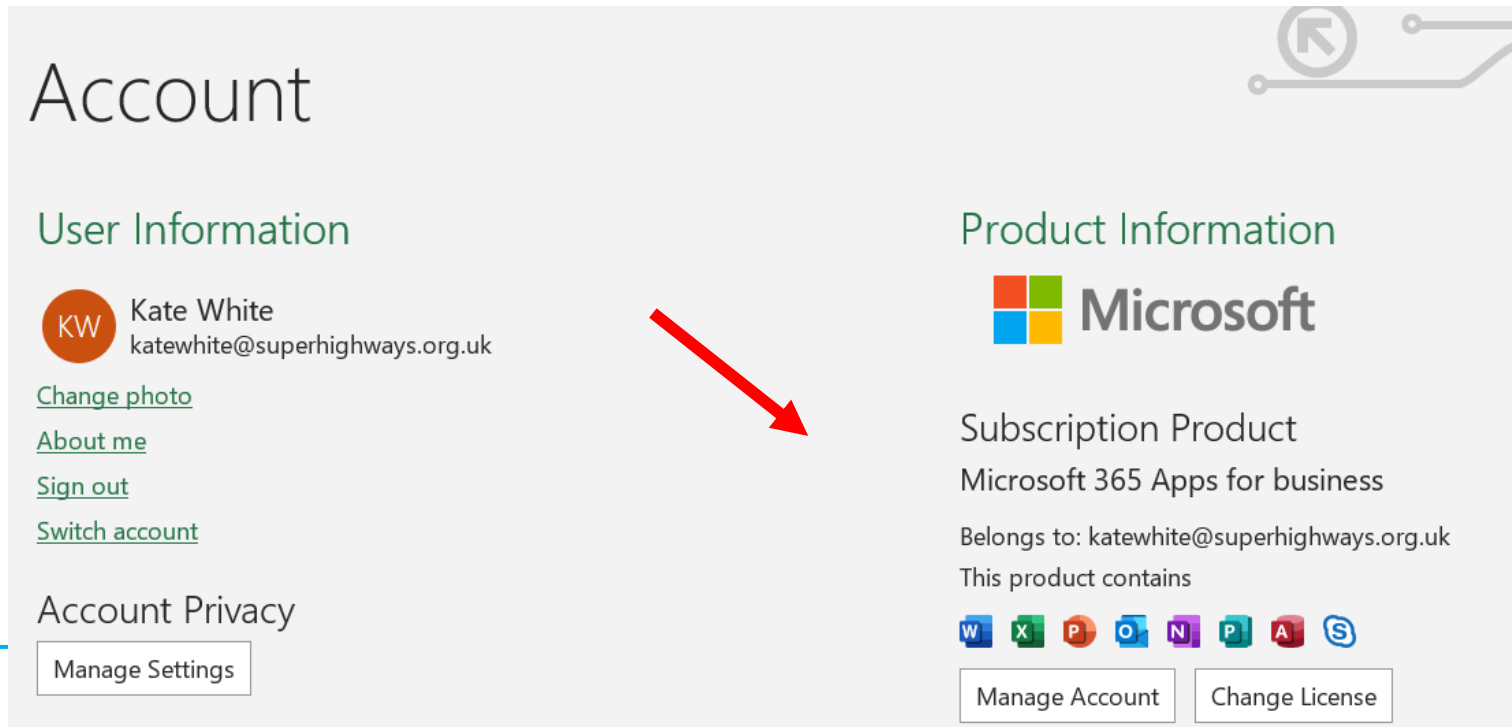 Account
User Information
KW
Kate White
katewhite@superhighways.org.uk
Change photo
About me
Sign out
Switch account
Account Privacy
Manage Settings
Product Information
Microsoft
Subscription Product
Microsoft 365 Apps for business
Belongs to: katewhite@superhighways.org.uk
This product contains
W X P O N P A S
Manage Account
Change License